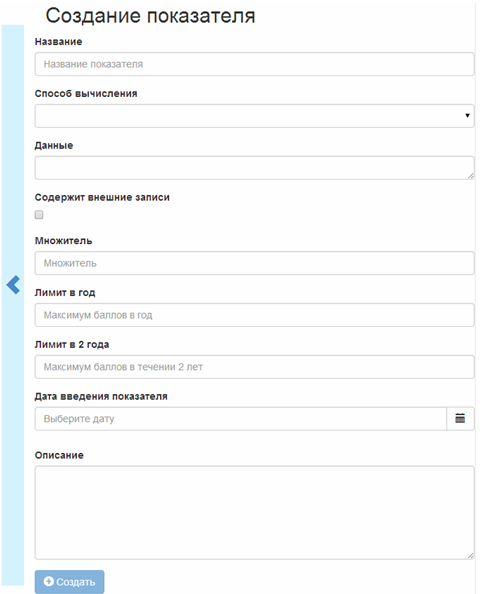 Создание показателя
Название
Название показателя
Способ вычисления
Данные
Содержит внешние записи
Множитель
Множитель
Лимит в год
Максимум баллов в год
Лимит в 2 года
Максимум баллов в течении 2 лет
Дата введения показателя
Выберите дату
Описание
Создать